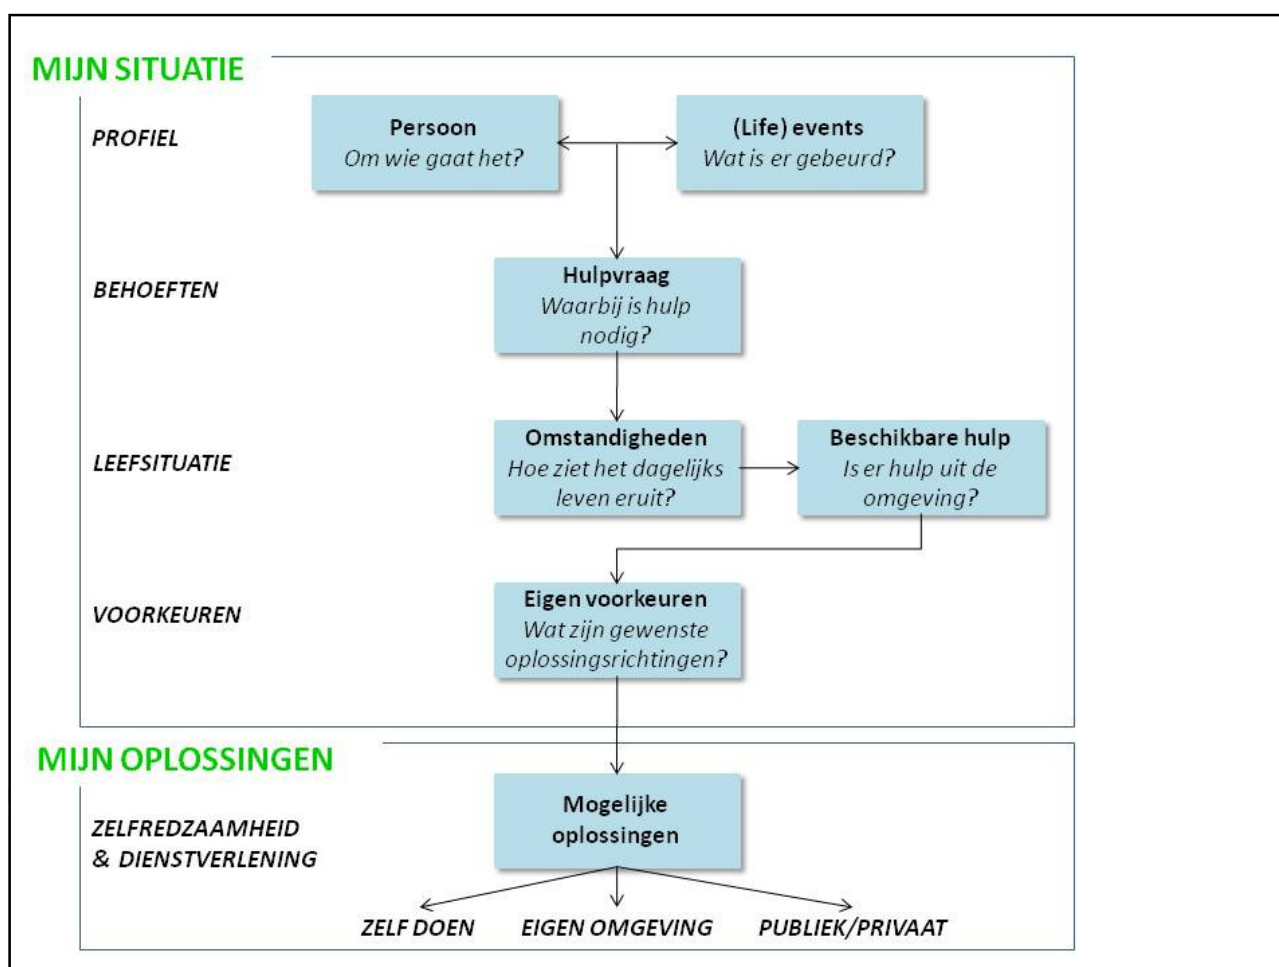 MIJN SITUATIE
PROFIEL
Persoon
Om wie gaat het?
(Life) events
Wat is er gebeurd?
BEHOEFTEN
Hulpvraag
Waarbij is hulp
nodig?
LEEFSITUATIE
Omstandigheden
Hoe ziet het dagelijks
leven eruit?
Beschikbare hulp
Is er hulp uit de
omgeving?
VOORKEUREN
Eigen voorkeuren
Wat zijn gewenste
oplossingsrichtingen?
MIJN OPLOSSINGEN
ZELFREDZAAMHEID
& DIENSTVERLENING
Mogelijke
oplossingen
ZELF DOEN
EIGEN OMGEVING
PUBLIEK/PRIVAAT